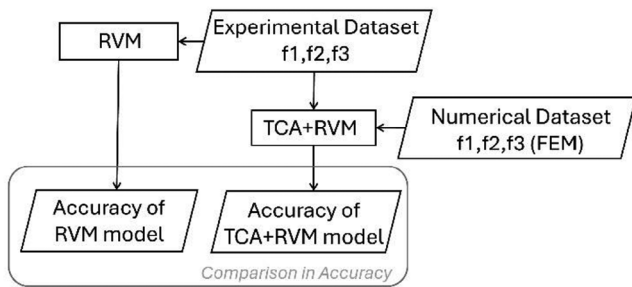 RVM
Experimental Dataset
f1,f2,f3
TCA+RVM
Numerical Dataset
f1,f2,f3 (FEM)
Accuracy of
RVM model
Accuracy of
TCA+RVM model
Comparison in Accuracy